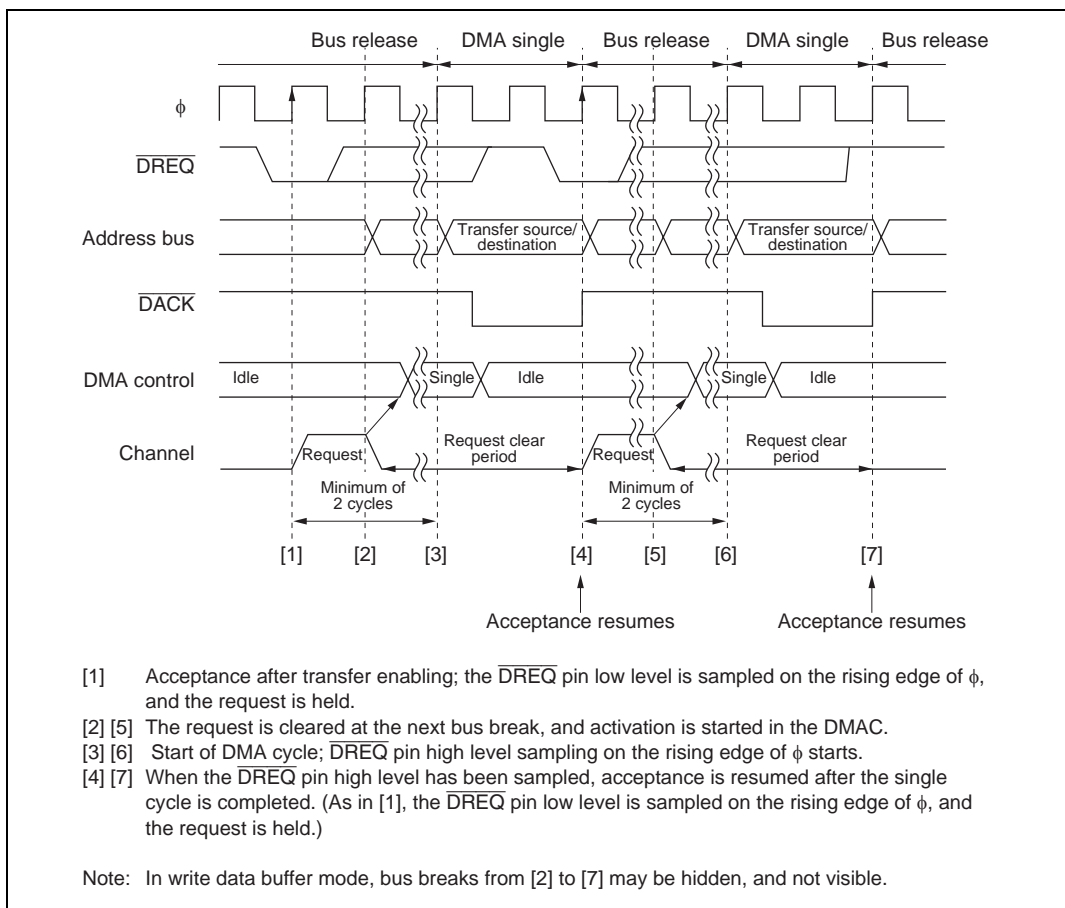 Bus release DMA single Bus release DMA single Bus release
ϕ
DREQ
Address bus
Transfer source/
destination
Transfer source/
destination
DACK
DMA control
Idle Single Idle Single Idle
Channel
Request
Request clear
period
Request
Request clear
period
Minimum of
2 cycles
Minimum of
2 cycles
[1] [2] [3] [4] [5] [6] [7]
Acceptance resumes Acceptance resumes
[1] Acceptance after transfer enabling; the DREQ pin low level is sampled on the rising edge of ϕ,
and the request is held.
[2] [5] The request is cleared at the next bus break, and activation is started in the DMAC.
[3] [6] Start of DMA cycle; DREQ pin high level sampling on the rising edge of ϕ starts.
[4] [7] When the DREQ pin high level has been sampled, acceptance is resumed after the single
cycle is completed. (As in [1], the DREQ pin low level is sampled on the rising edge of ϕ, and
the request is held.)
Note: In write data buffer mode, bus breaks from [2] to [7] may be hidden, and not visible.